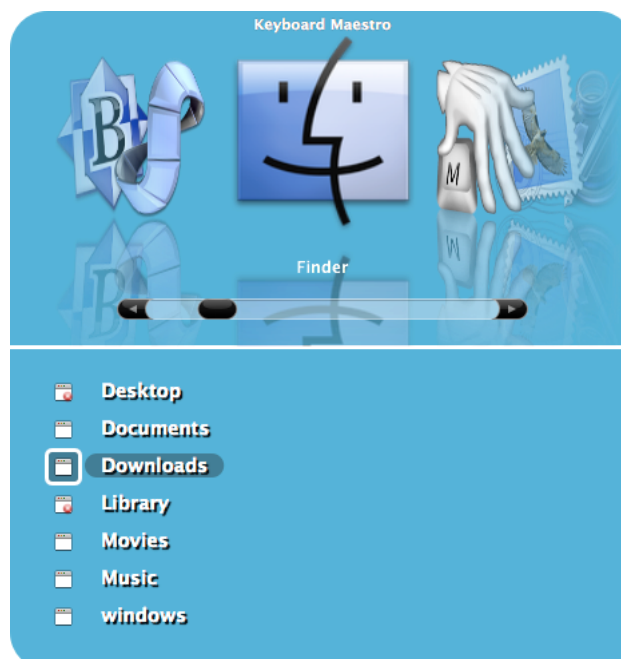 Keyboard Maestro
B
M
Finder
Desktop
Documents
Downloads
Library
Movies
Music
windows